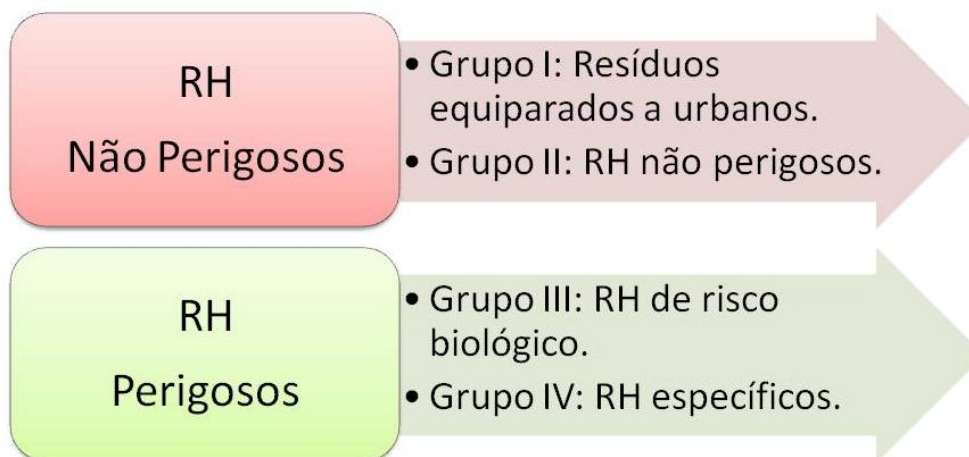 RH
Não Perigosos
• Grupo I: Resíduos
equiparados a urbanos.
• Grupo II: RH não perigosos.
RH
Perigosos
• Grupo III: RH de risco
biológico.
• Grupo IV: RH específicos.